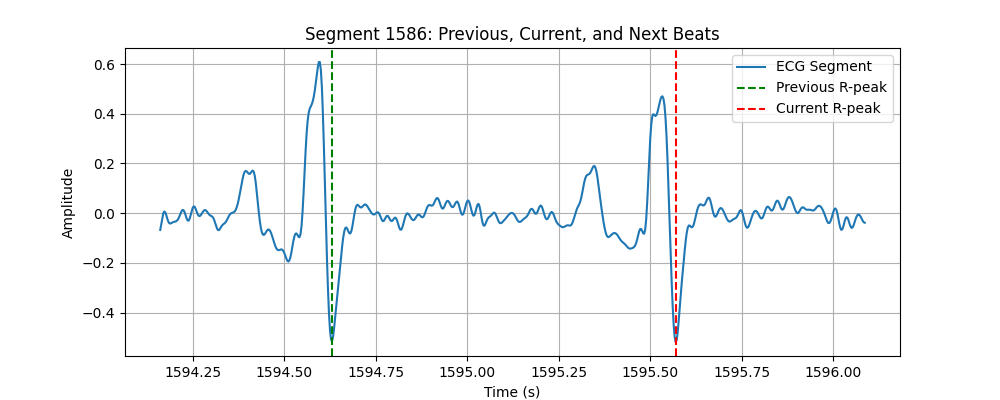 Segment 1586: Previous, Current, and Next Beats
ECG Segment
Previous R-peak
Current R-peak
Amplitude
0.6
0.4
0.2
0.0
−0.2
−0.4
1594.25 1594.50 1594.75 1595.00 1595.25 1595.50 1595.75 1596.00
Time (s)